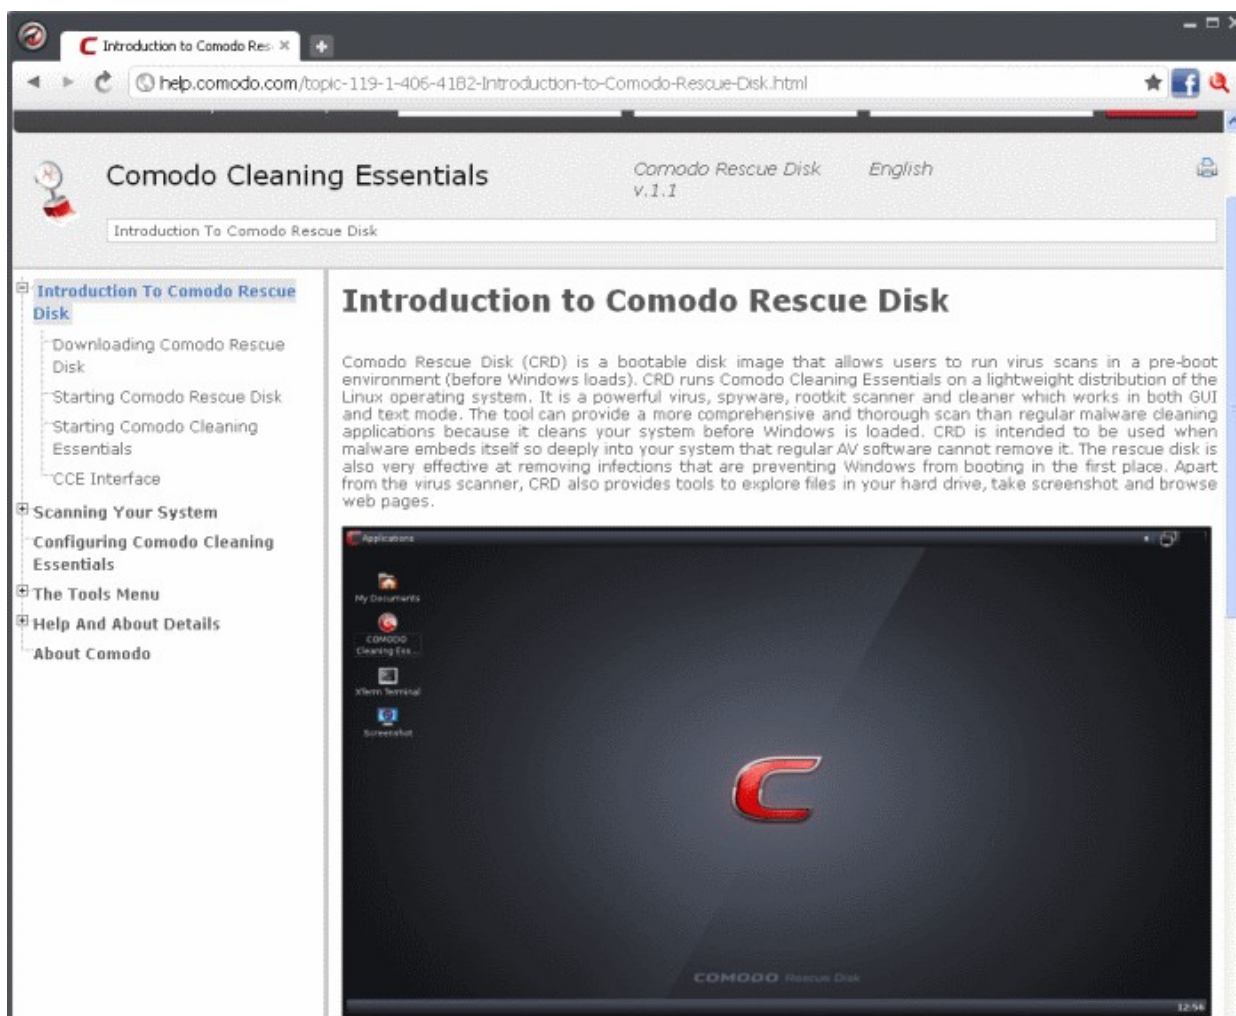 Introduction to Comodo Res
help.comodo.com/topic-119-1-406-4182-Introduction-to-Comodo-Rescue-Disk.html
Comodo Cleaning Essentials
Comodo Rescue Disk
v.1.1
English
Introduction To Comodo Rescue Disk
Introduction To Comodo Rescue
Disk
Downloading Comodo Rescue
Disk
Starting Comodo Rescue Disk
Starting Comodo Cleaning
Essentials
CCE Interface
Scanning Your System
Configuring Comodo Cleaning
Essentials
The Tools Menu
Help And About Details
About Comodo
Introduction to Comodo Rescue Disk
Comodo Rescue Disk (CRD) is a bootable disk image that allows users to run virus scans in a pre-boot
environment (before Windows loads). CRD runs Comodo Cleaning Essentials on a lightweight distribution of the
Linux operating system. It is a powerful virus, spyware, rootkit scanner and cleaner which works in both GUI
and text mode. The tool can provide a more comprehensive and thorough scan than regular malware cleaning
applications because it cleans your system before Windows is loaded. CRD is intended to be used when
malware embeds itself so deeply into your system that regular AV software cannot remove it. The rescue disk is
also very effective at removing infections that are preventing Windows from booting in the first place. Apart
from the virus scanner, CRD also provides tools to explore files in your hard drive, take screenshot and browse
web pages.
Applications
My Documents
COMODO
Cleaning Ess...
XTerm Terminal
Screenshot
COMODO Rescue Disk
12:56